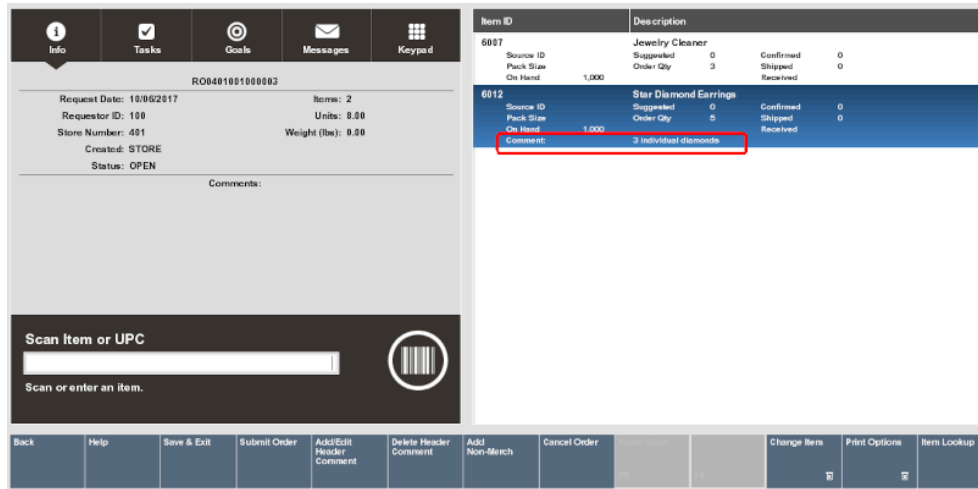 Info
Tasks
Goals
Messages
Keypad
RO0401001000003
Request Date: 10/06/2017 Items: 2
Requestor ID: 100 Units: 8.00
Store Number: 401 Weight (lbs): 0.00
Created: STORE
Status: OPEN
Comments:
Scan Item or UPC
Scan or enter an item.
Item ID Description
6007 Jewelry Cleaner
Source ID Suggested 0 Confirmed 0
Pack Size Order Qty 3 Shipped 0
On Hand 1,000 Received
6012 Star Diamond Earrings
Source ID Suggested 0 Confirmed 0
Pack Size Order Qty 5 Shipped 0
On Hand 1,000 Received
Comment: 3 individual diamonds
Back
Help
Save & Exit
Submit Order
Add/Edit
Header
Comment
Delete Header
Comment
Add
Non-Merch
Cancel Order
Change Item
Print Options
Item Lookup